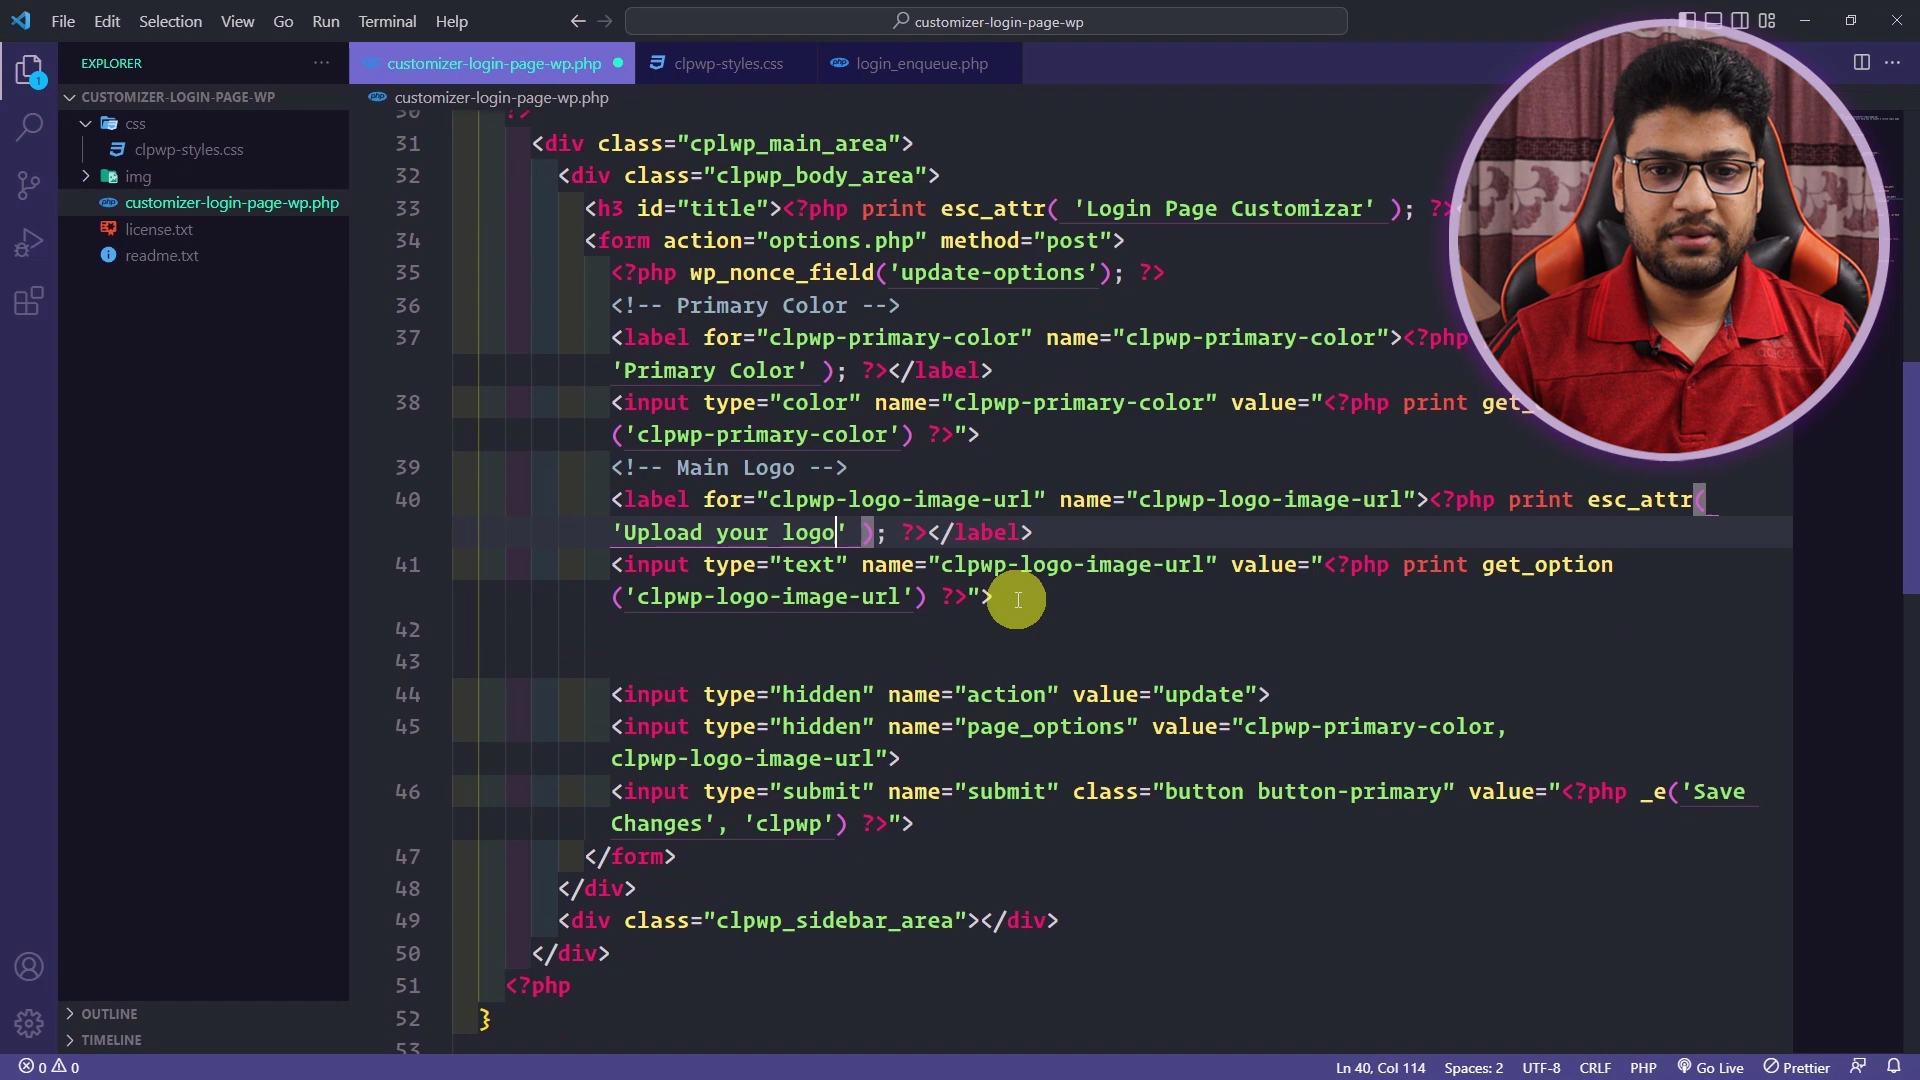 File Edit Selection View Go Run Terminal Help
customizer-login-page-wp
EXPLORER
customizer-login-page-wp.php
clpwp-styles.css
login_enqueue.php
CUSTOMIZER-LOGIN-PAGE-WP
css
clpwp-styles.css
img
customizer-login-page-wp.php
license.txt
readme.txt
OUTLINE
TIMELINE
customizer-login-page-wp.php
30 ?>
31 <div class="cplwp_main_area">
32 <div class="clpwp_body_area">
33 <h3 id="title"><?php print esc_attr( 'Login Page Customizar' ); ?>
34 <form action="options.php" method="post">
35 <?php wp_nonce_field('update-options'); ?>
36 <!-- Primary Color -->
37 <label for="clpwp-primary-color" name="clpwp-primary-color"><?php
'Primary Color' ); ?></label>
38 <input type="color" name="clpwp-primary-color" value="<?php print get_
('clpwp-primary-color') ?>">
39 <!-- Main Logo -->
40 <label for="clpwp-logo-image-url" name="clpwp-logo-image-url"><?php print esc_attr(
'Upload your logo' ); ?></label>
41 <input type="text" name="clpwp-logo-image-url" value="<?php print get_option
('clpwp-logo-image-url') ?>">
42
43
44 <input type="hidden" name="action" value="update">
45 <input type="hidden" name="page_options" value="clpwp-primary-color,
clpwp-logo-image-url">
46 <input type="submit" name="submit" class="button button-primary" value="<?php _e('Save
Changes', 'clpwp') ?>">
47 </form>
48 </div>
49 <div class="clpwp_sidebar_area"></div>
50 </div>
51 <?php
52 }
53
0 0
Ln 40, Col 114 Spaces: 2 UTF-8 CRLF PHP Go Live Prettier